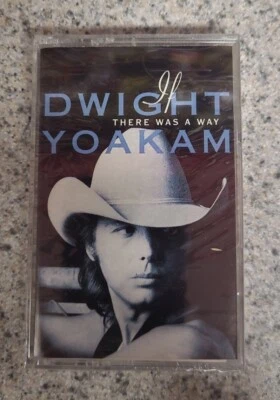 If
DWIGHT
THERE WAS A WAY
YOAKAM